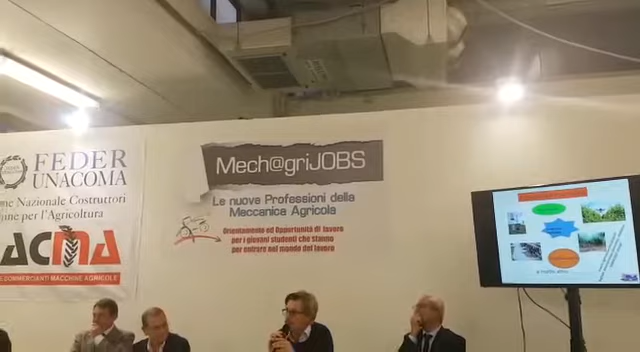 FEDER
UNACOMA
ne Nazionale Costruttori
ine per l'Agricoltura
ACMA
COMMERCIANTI MACCHINE AGRICOLE
Mech@griJOBS
Le nuove Professioni della
Meccanica Agricola
Orientamento ed Opportunità di lavoro
per i giovani studenti che stanno
per entrare nel mondo del lavoro